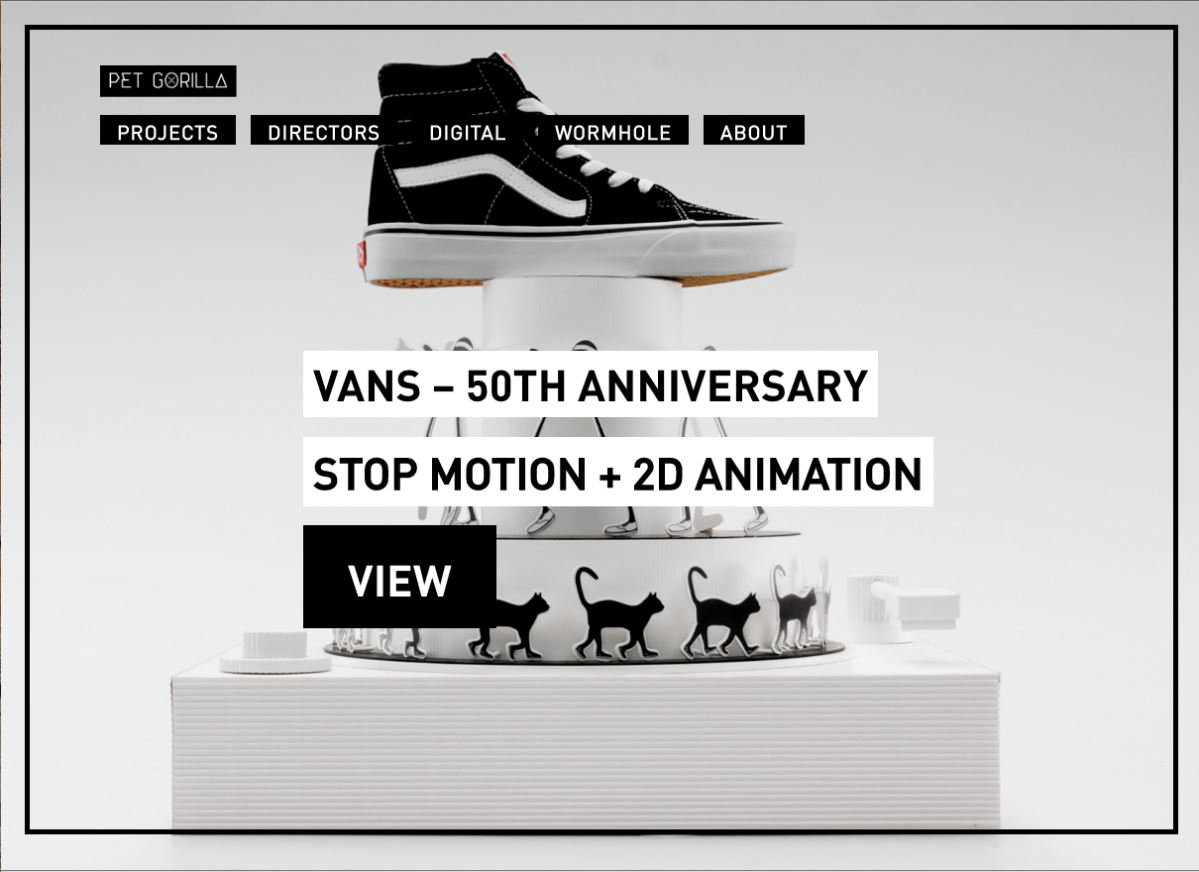 PET GORILLA
PROJECTS DIRECTORS DIGITAL WORMHOLE ABOUT
VANS – 50TH ANNIVERSARY
STOP MOTION + 2D ANIMATION
VIEW